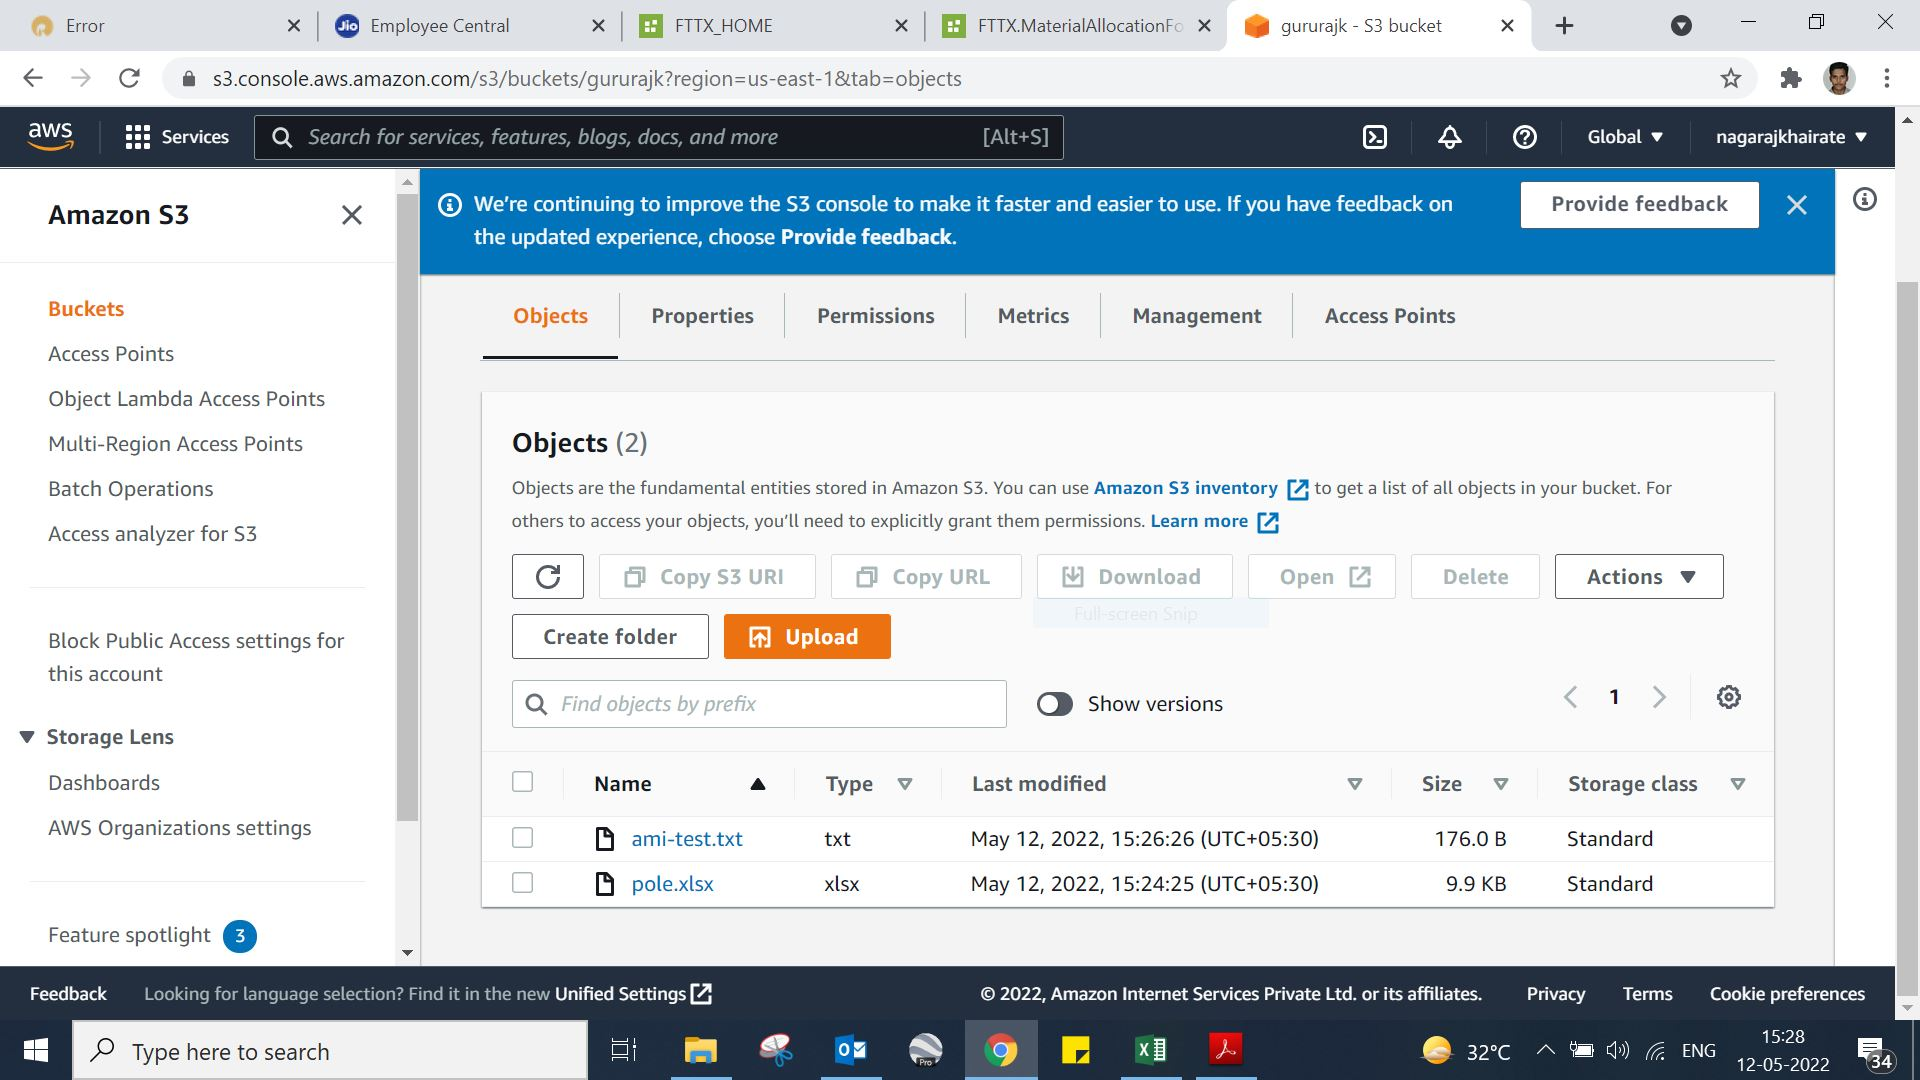 Error
Employee Central
FTTX_HOME
FTTX.MaterialAllocationFo
gururajk - S3 bucket
s3.console.aws.amazon.com/s3/buckets/gururajk?region=us-east-1&tab=objects
aws
Services
Search for services, features, blogs, docs, and more
[Alt+S]
Global
nagarajkhairate
Amazon S3
We're continuing to improve the S3 console to make it faster and easier to use. If you have feedback on
the updated experience, choose Provide feedback.
Provide feedback
Buckets
Access Points
Object Lambda Access Points
Multi-Region Access Points
Batch Operations
Access analyzer for S3
Block Public Access settings for
this account
Storage Lens
Dashboards
AWS Organizations settings
Feature spotlight 3
Objects
Properties
Permissions
Metrics
Management
Access Points
Objects (2)
Objects are the fundamental entities stored in Amazon S3. You can use Amazon S3 inventory to get a list of all objects in your bucket. For
others to access your objects, you'll need to explicitly grant them permissions. Learn more
Copy S3 URI
Copy URL
Download
Open
Delete
Actions
Full-screen Snip
Create folder
Upload
Find objects by prefix
Show versions
1
Name Type Last modified Size Storage class
ami-test.txt txt May 12, 2022, 15:26:26 (UTC+05:30) 176.0 B Standard
pole.xlsx xlsx May 12, 2022, 15:24:25 (UTC+05:30) 9.9 KB Standard
Feedback
Looking for language selection? Find it in the new Unified Settings
© 2022, Amazon Internet Services Private Ltd. or its affiliates.
Privacy
Terms
Cookie preferences
Type here to search
Pro
32°C
ENG
15:28
12-05-2022
34
Jio